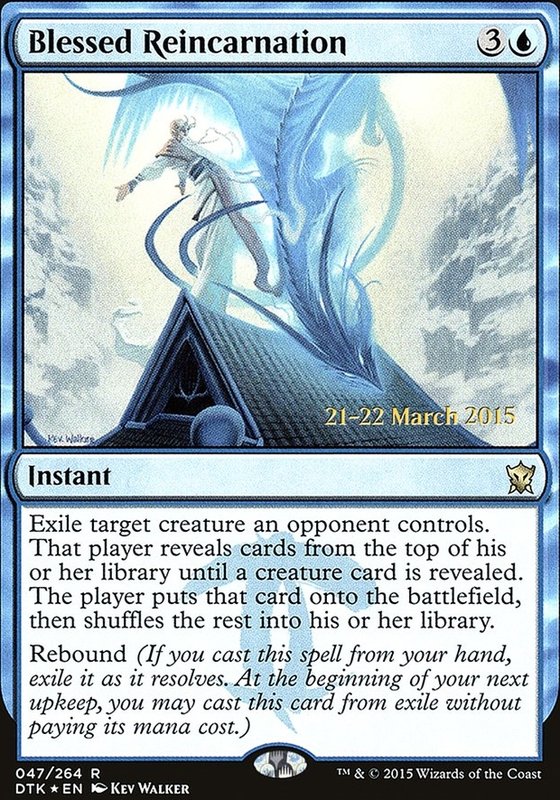 Blessed Reincarnation 3
21–22 March 2015
Kev. Walker
Instant
Exile target creature an opponent controls.
That player reveals cards from the top of his
or her library until a creature card is revealed.
The player puts that card onto the battlefield,
then shuffles the rest into his or her library.
Rebound (If you cast this spell from your hand,
exile it as it resolves. At the beginning of your next
upkeep, you may cast this card from exile without
paying its mana cost.)
047/264 R
DTK ★ EN Kev Walker
™ & © 2015 Wizards of the Coast